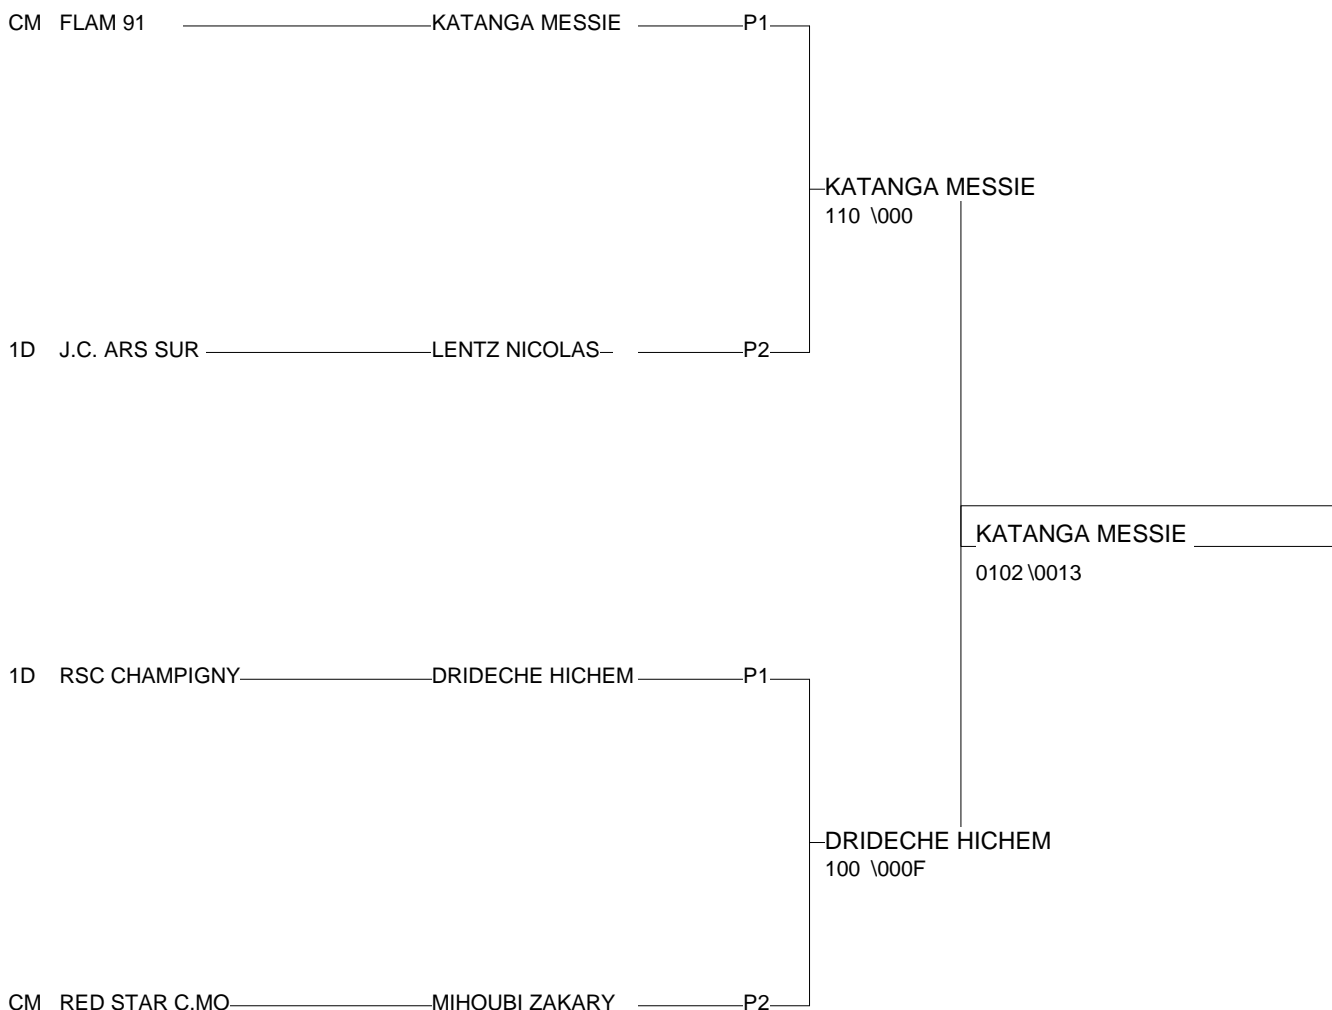 CM FLAM 91 KATANGA MESSIE P1
KATANGA MESSIE
110 \000
1D J.C. ARS SUR LENTZ NICOLAS P2
KATANGA MESSIE
0102 \0013
1D RSC CHAMPIGNY DRIDECHE HICHEM P1
DRIDECHE HICHEM
100 \000F
CM RED STAR C.MO MIHOUBI ZAKARY P2